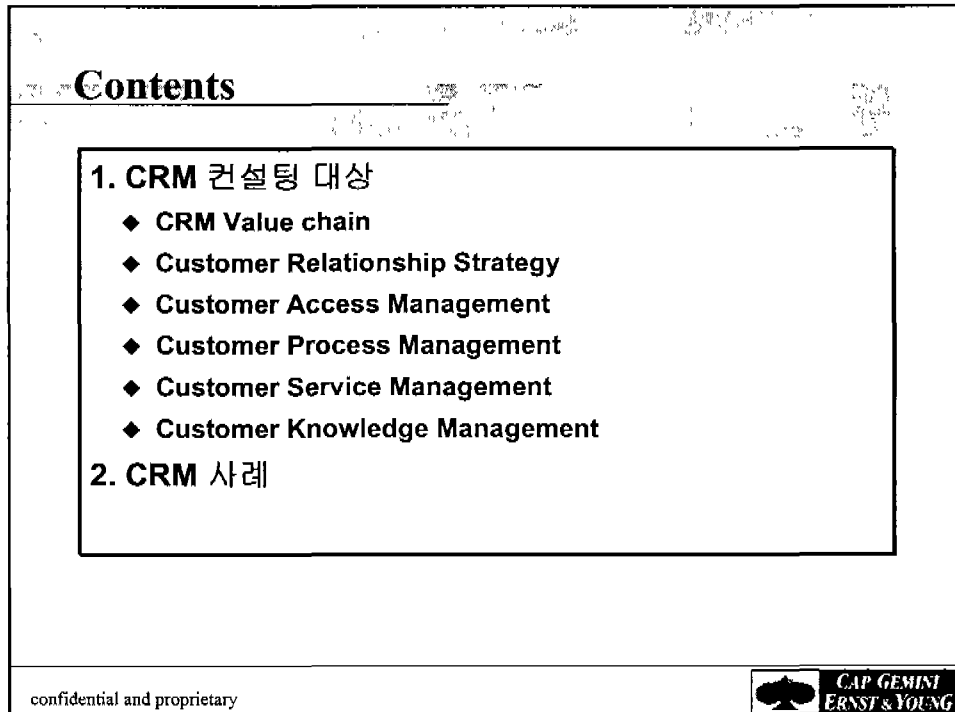 Contents
1. CRM 컨설팅 대상
◆ CRM Value chain
◆ Customer Relationship Strategy
◆ Customer Access Management
◆ Customer Process Management
◆ Customer Service Management
◆ Customer Knowledge Management
2. CRM 사례
confidential and proprietary
CAP GEMINI
ERNST & YOUNG